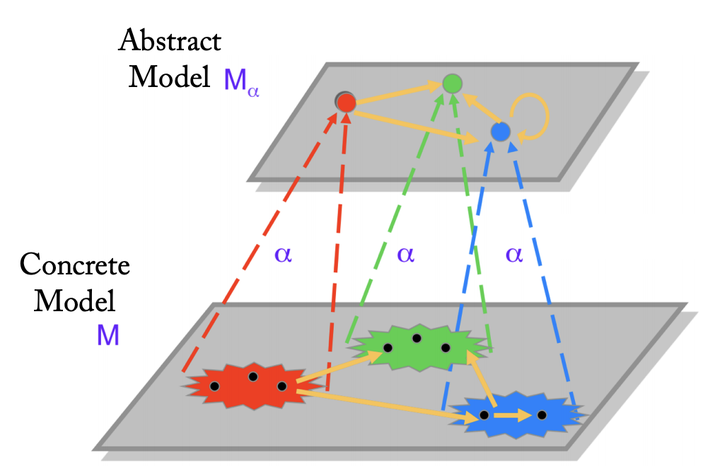 Abstract
Model Mα
α α α
Concrete
Model
M